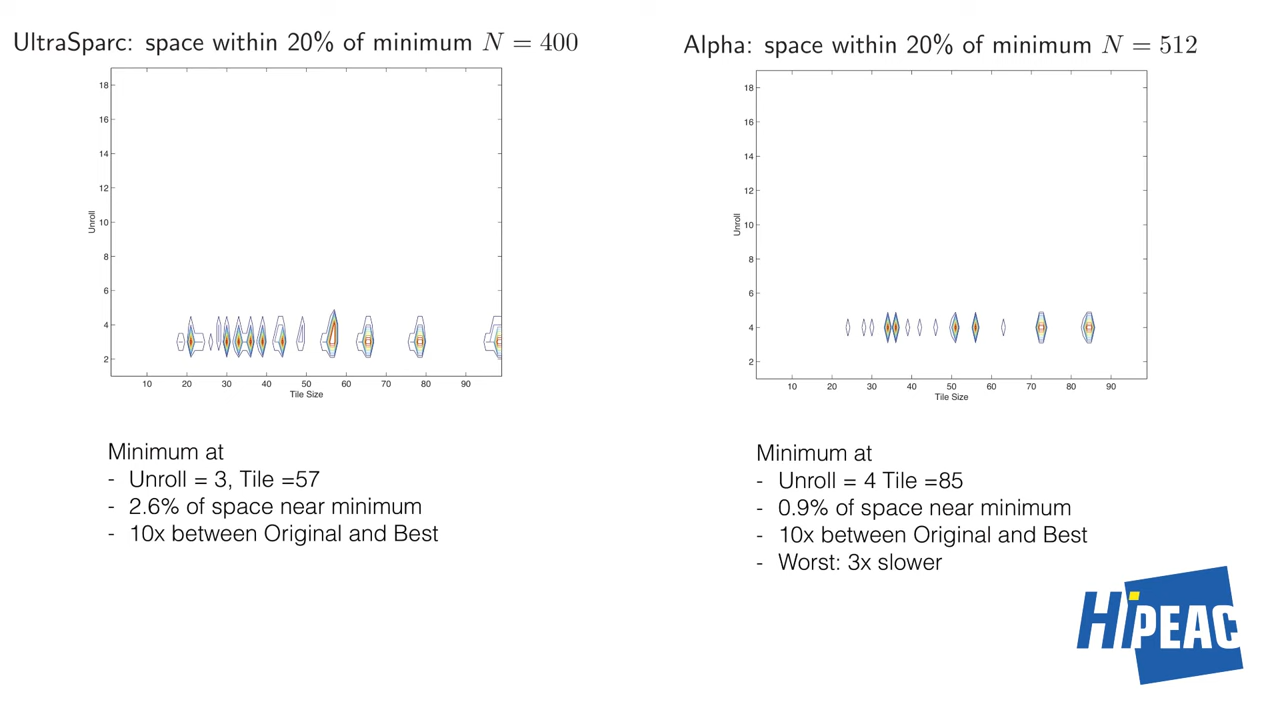 UltraSparc: space within 20% of minimum N = 400
18
16
14
12
10
8
6
4
2
Unroll
10 20 30 40 50 60 70 80 90
Tile Size
Minimum at
- Unroll = 3, Tile =57
- 2.6% of space near minimum
- 10x between Original and Best
Alpha: space within 20% of minimum N = 512
18
16
14
12
10
8
6
4
2
Unroll
10 20 30 40 50 60 70 80 90
Tile Size
Minimum at
- Unroll = 4 Tile =85
- 0.9% of space near minimum
- 10x between Original and Best
- Worst: 3x slower
HiPEAC